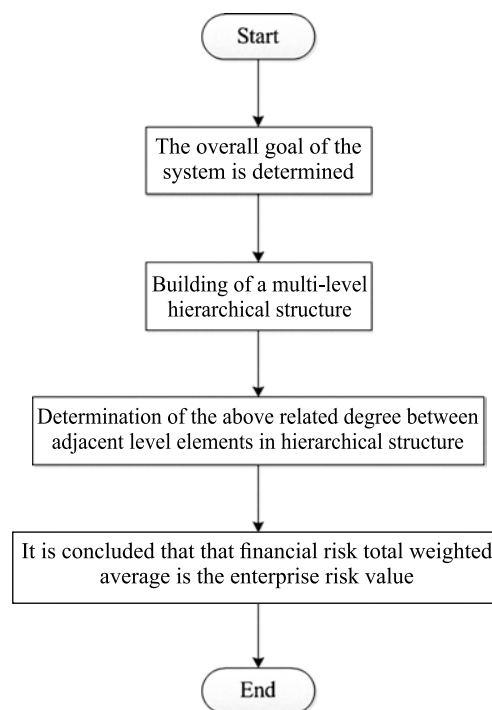 Start
The overall goal of the
system is determined
Building of a multi-level
hierarchical structure
Determination of the above related degree between
adjacent level elements in hierarchical structure
It is concluded that that financial risk total weighted
average is the enterprise risk value
End